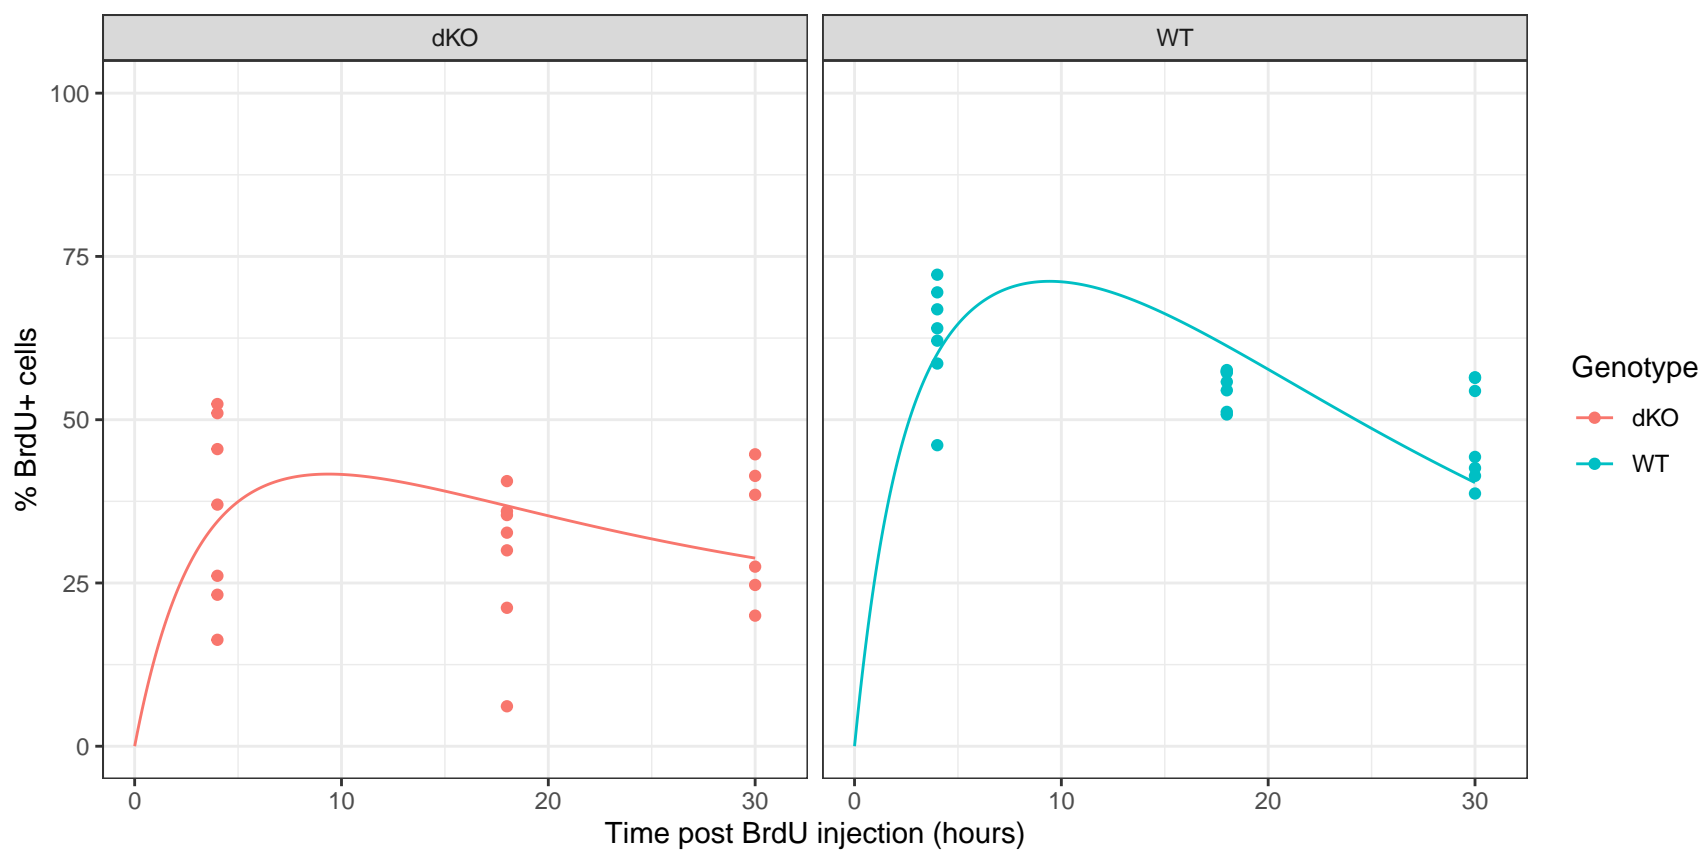 dKO WT
100
75
50
25
0
% BrdU+ cells
0 10 20 30 0 10 20 30
Time post BrdU injection (hours)
Genotype
dKO
WT